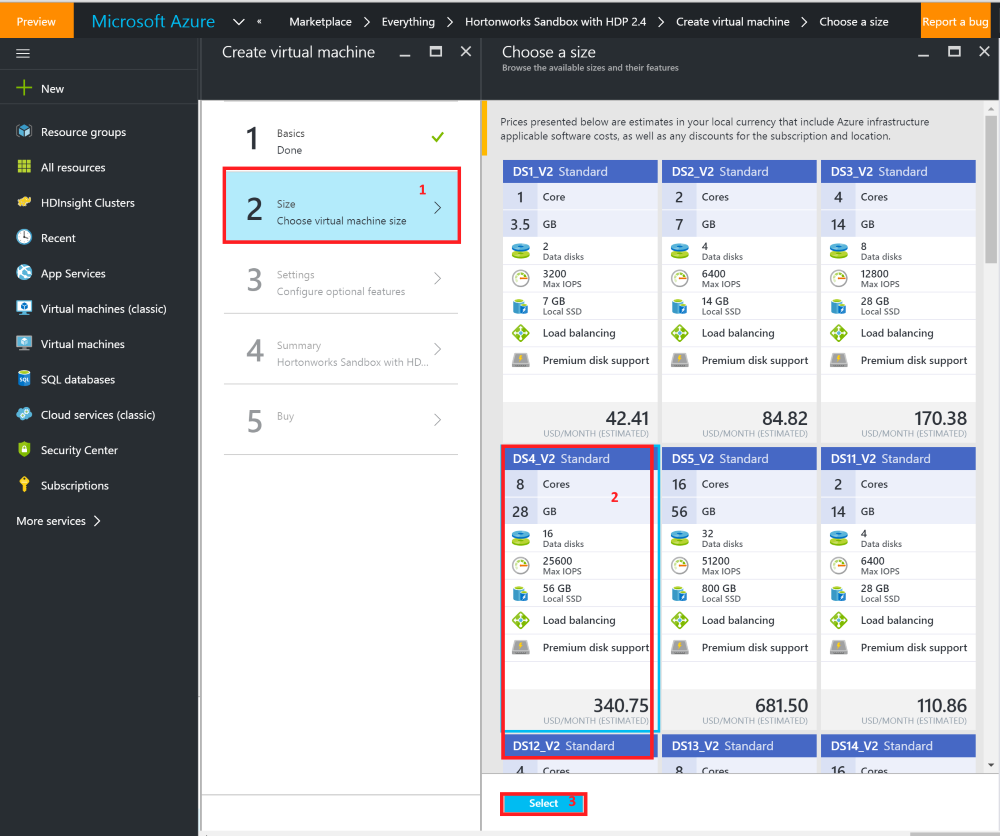 Preview
Microsoft Azure
«
Marketplace
Everything
Hortonworks Sandbox with HDP 2.4
Create virtual machine
Choose a size
Report a bug
New
Resource groups
All resources
HDInsight Clusters
Recent
App Services
Virtual machines (classic)
Virtual machines
SQL databases
Cloud services (classic)
Security Center
Subscriptions
More services
Create virtual machine
1 Basics
Done
1
2 Size
Choose virtual machine size
3 Settings
Configure optional features
4 Summary
Hortonworks Sandbox with HD...
5 Buy
Choose a size
Browse the available sizes and their features
Prices presented below are estimates in your local currency that include Azure infrastructure
applicable software costs, as well as any discounts for the subscription and location.
DS1_V2 Standard
1 Core
3.5 GB
2
Data disks
3200
Max IOPS
7 GB
Local SSD
Load balancing
Premium disk support
42.41
USD/MONTH (ESTIMATED)
DS2_V2 Standard
2 Cores
7 GB
4
Data disks
6400
Max IOPS
14 GB
Local SSD
Load balancing
Premium disk support
84.82
USD/MONTH (ESTIMATED)
DS3_V2 Standard
4 Cores
14 GB
8
Data disks
12800
Max IOPS
28 GB
Local SSD
Load balancing
Premium disk support
170.38
USD/MONTH (ESTIMATED)
DS4_V2 Standard
8 Cores
2
28 GB
16
Data disks
25600
Max IOPS
56 GB
Local SSD
Load balancing
Premium disk support
340.75
USD/MONTH (ESTIMATED)
DS5_V2 Standard
16 Cores
56 GB
32
Data disks
51200
Max IOPS
800 GB
Local SSD
Load balancing
Premium disk support
681.50
USD/MONTH (ESTIMATED)
DS11_V2 Standard
2 Cores
14 GB
4
Data disks
6400
Max IOPS
28 GB
Local SSD
Load balancing
Premium disk support
110.86
USD/MONTH (ESTIMATED)
DS12_V2 Standard
4 Cores
DS13_V2 Standard
8 Cores
DS14_V2 Standard
16 Cores
Select 3